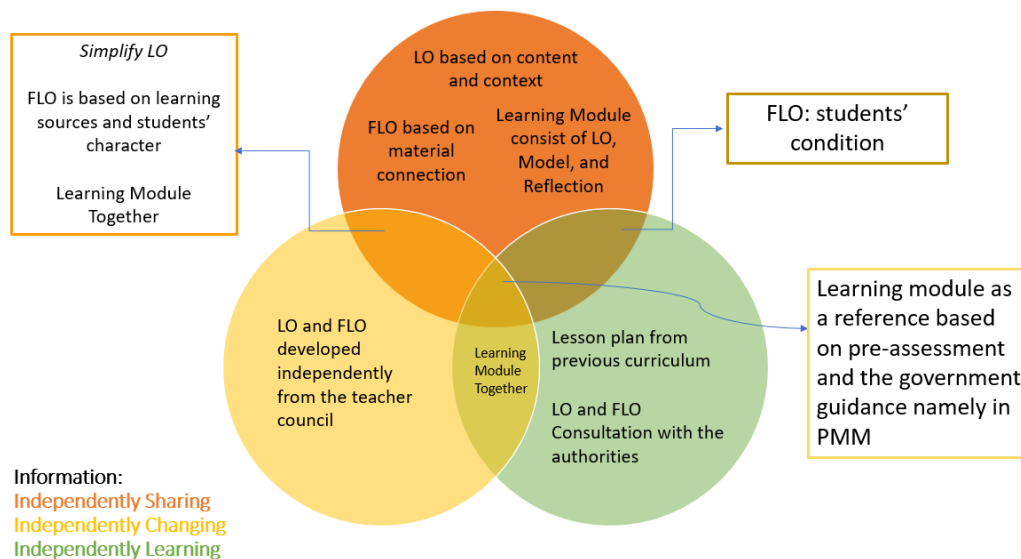 Simplify LO
FLO is based on learning
sources and students'
character
Learning Module
Together
LO based on content
and context
FLO based on
material
connection
Learning Module
consist of LO,
Model, and
Reflection
FLO: students'
condition
LO and FLO
developed
independently
from the teacher
council
Learning
Module
Together
Lesson plan from
previous curriculum
LO and FLO
Consultation with the
authorities
Learning module as
a reference based
on pre-assessment
and the government
guidance namely in
PMM
Information:
Independently Sharing
Independently Changing
Independently Learning